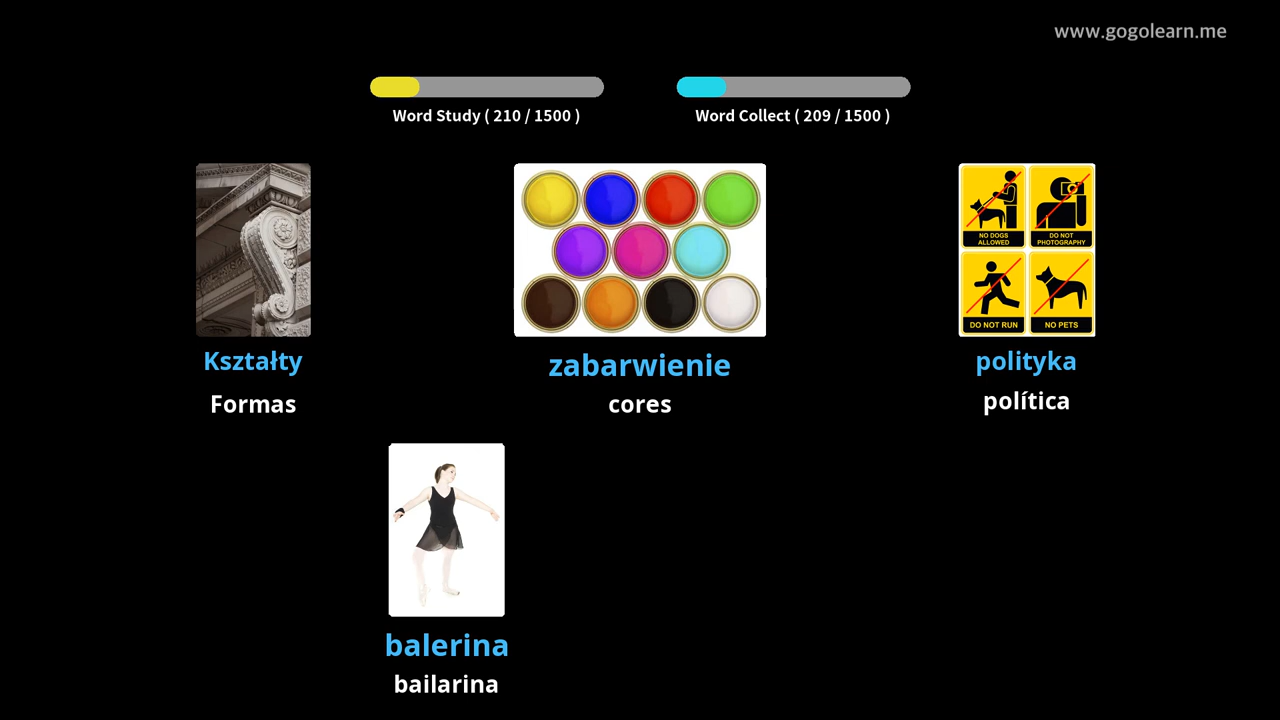 www.gogolearn.me
Word Study ( 210 / 1500 )
Word Collect ( 209 / 1500 )
NO DOGS
ALLOWED
DO NOT
PHOTOGRAPHY
DO NOT RUN
NO PETS
Kształty
zabarwienie
polityka
Formas
cores
política
balerina
bailarina